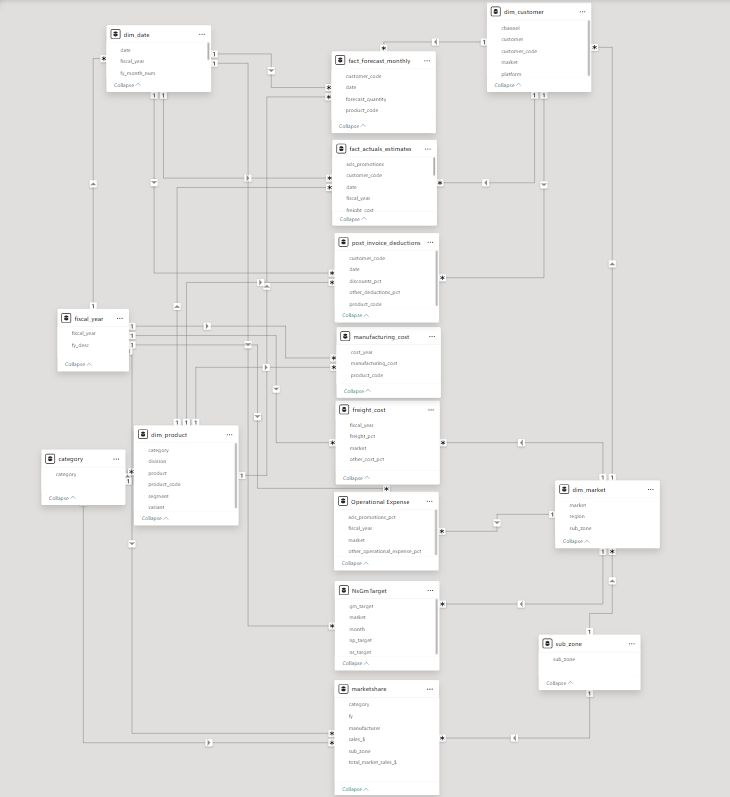 dim_date
date
fiscal_year
fy_month_num
Collapse
dim_customer
channel
customer
customer_code
market
platform
Collapse
fact_forecast_monthly
customer_code
date
forecast_quantity
product_code
Collapse
fact_actuals_estimates
ads_promotions
customer_code
date
fiscal_year
freight_cost
Collapse
post_invoice_deductions
customer_code
date
discounts_pct
other_deductions_pct
product_code
Collapse
fiscal_year
fiscal_year
fy_desc
Collapse
manufacturing_cost
cost_year
manufacturing_cost
product_code
Collapse
freight_cost
fiscal_year
freight_pct
market
other_cost_pct
Collapse
dim_product
category
division
product
product_code
segment
variant
Collapse
category
category
Collapse
Operational Expense
ads_promotions_pct
fiscal_year
market
other_operational_expense_pct
Collapse
dim_market
market
region
sub_zone
Collapse
NsGmTarget
gm_target
market
month
np_target
ns_target
Collapse
sub_zone
sub_zone
Collapse
marketshare
category
fy
manufacturer
sales_$
sub_zone
total_market_sales_$
Collapse